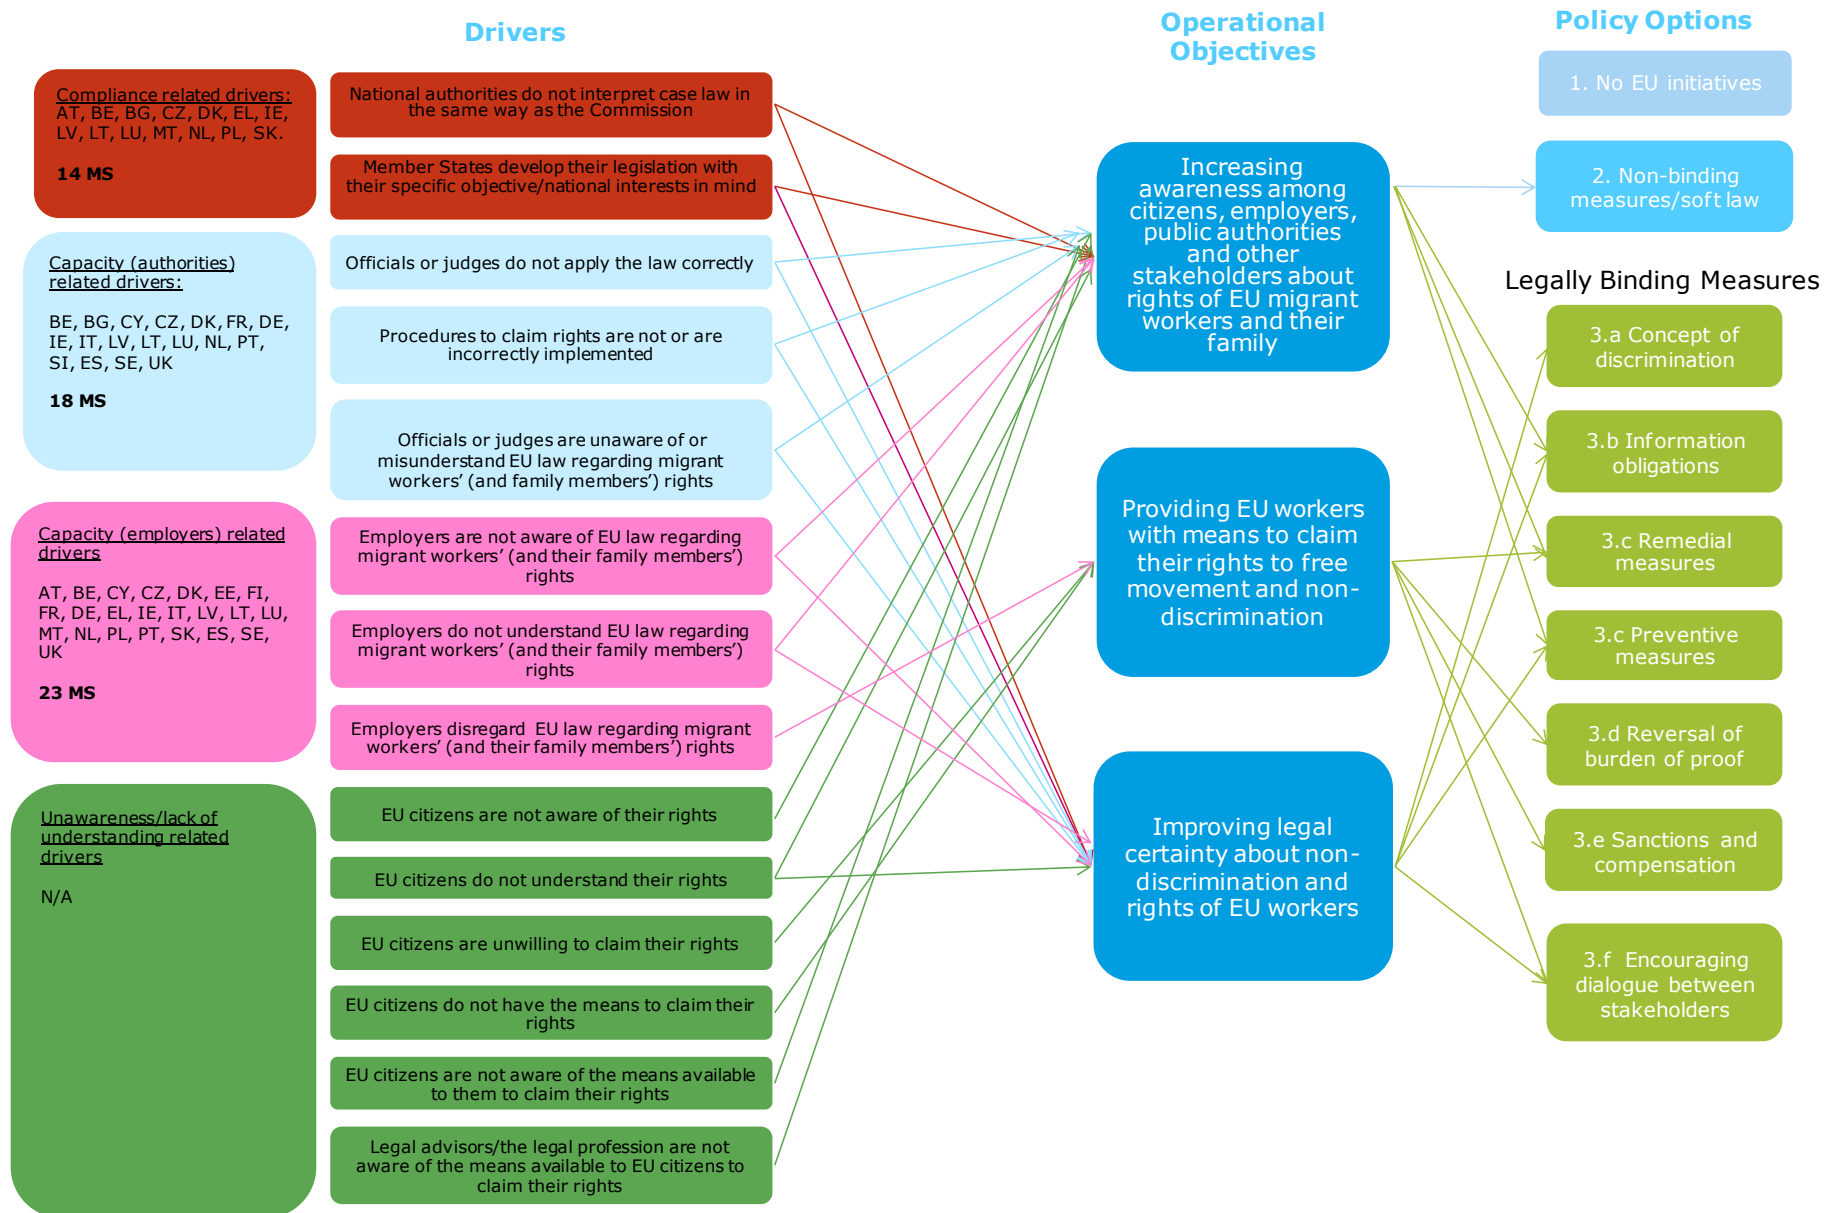 Drivers
Operational
Objectives
Policy Options
Compliance related drivers:
AT, BE, BG, CZ, DK, EL, IE,
LV, LT, LU, MT, NL, PL, SK.
14 MS
Capacity (authorities)
related drivers:
BE, BG, CY, CZ, DK, FR, DE,
IE, IT, LV, LT, LU, NL, PT,
SI, ES, SE, UK
18 MS
Capacity (employers) related
drivers
AT, BE, CY, CZ, DK, EE, FI,
FR, DE, EL, IE, IT, LV, LT, LU,
MT, NL, PL, PT, SK, ES, SE,
UK
23 MS
Unawareness/lack of
understanding related
drivers
N/A
National authorities do not interpret case law in
the same way as the Commission
Member States develop their legislation with
their specific objective/national interests in mind
Officials or judges do not apply the law correctly
Procedures to claim rights are not or are
incorrectly implemented
Officials or judges are unaware of or
misunderstand EU law regarding migrant
workers’ (and family members’) rights
Employers are not aware of EU law regarding
migrant workers’ (and their family members’)
rights
Employers do not understand EU law regarding
migrant workers’ (and their family members’)
rights
Employers disregard EU law regarding migrant
workers’ (and their family members’) rights
EU citizens are not aware of their rights
EU citizens do not understand their rights
EU citizens are unwilling to claim their rights
EU citizens do not have the means to claim their
rights
EU citizens are not aware of the means available
to them to claim their rights
Legal advisors/the legal profession are not
aware of the means available to EU citizens to
claim their rights
Increasing
awareness among
citizens, employers,
public authorities
and other
stakeholders about
rights of EU migrant
workers and their
family
Providing EU workers
with means to claim
their rights to free
movement and non-
discrimination
Improving legal
certainty about non-
discrimination and
rights of EU workers
1. No EU initiatives
2. Non-binding
measures/soft law
Legally Binding Measures
3.a Concept of
discrimination
3.b Information
obligations
3.c Remedial
measures
3.c Preventive
measures
3.d Reversal of
burden of proof
3.e Sanctions and
compensation
3.f Encouraging
dialogue between
stakeholders